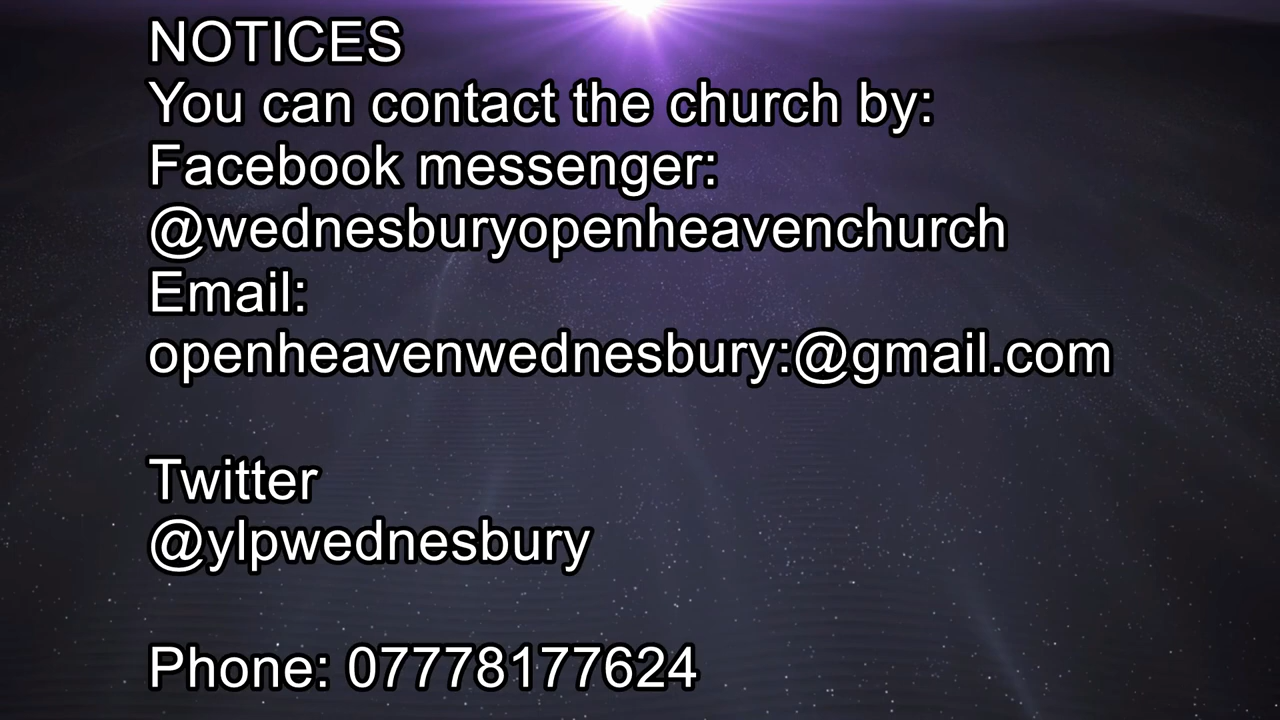 NOTICES
You can contact the church by:
Facebook messenger:
@wednesburyopenheavenchurch
Email:
openheavenwednesbury:@gmail.com
Twitter
@ylpwednesbury
Phone: 07778177624